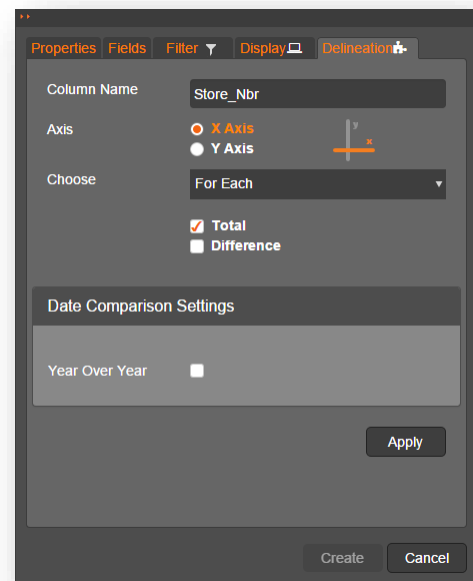 Properties Fields Filter Display Delineation
Column Name Store_Nbr
Axis X Axis
Y Axis
y
x
Choose For Each
Total
Difference
Date Comparison Settings
Year Over Year
Apply
Create Cancel